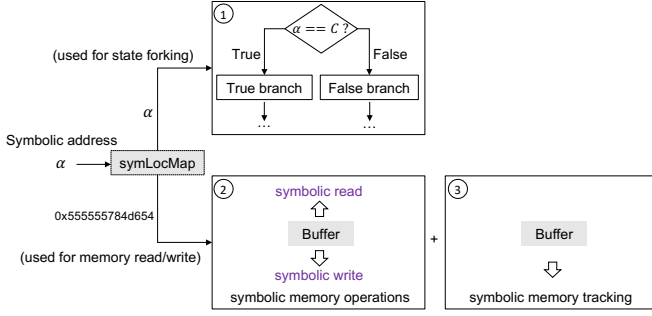 1
α == C ?
True
False
(used for state forking)
True branch
False branch
...
...
α
Symbolic address
α
symLocMap
2
3
symbolic read
0x555555784d654
Buffer
+
Buffer
(used for memory read/write)
symbolic write
symbolic memory operations
symbolic memory tracking